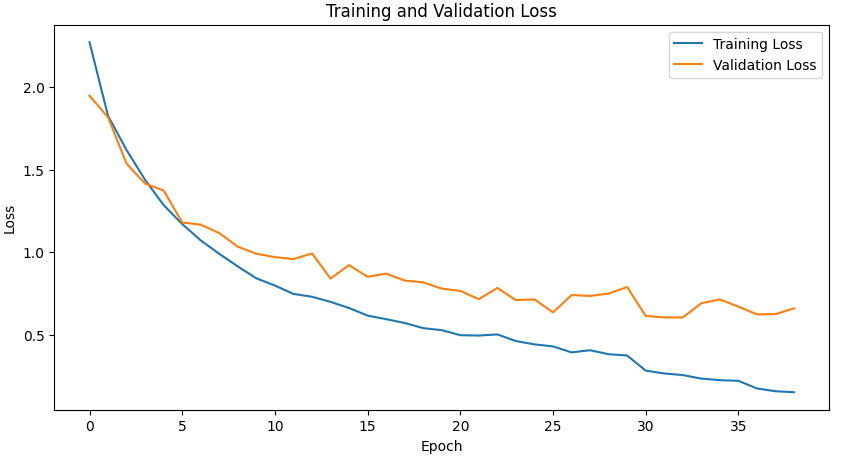 Training and Validation Loss
Training Loss
Validation Loss
2.0
1.5
1.0
0.5
Loss
0 5 10 15 20 25 30 35
Epoch